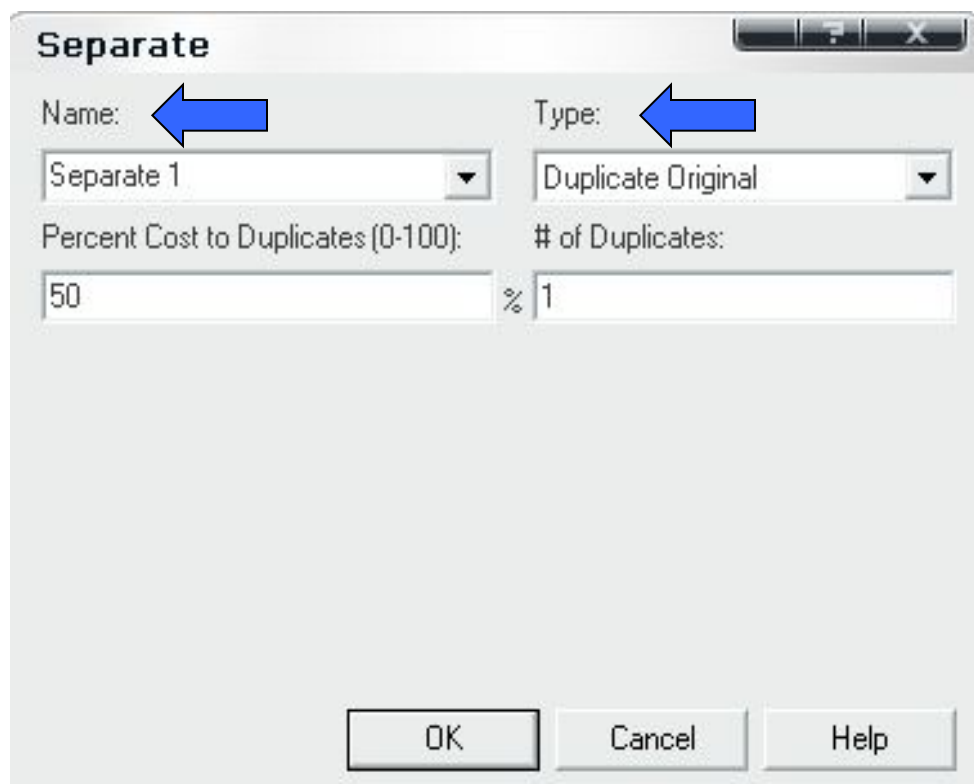 Separate
Name: Type:
Separate 1 Duplicate Original
Percent Cost to Duplicates (0-100): # of Duplicates:
50 % 1
OK Cancel Help